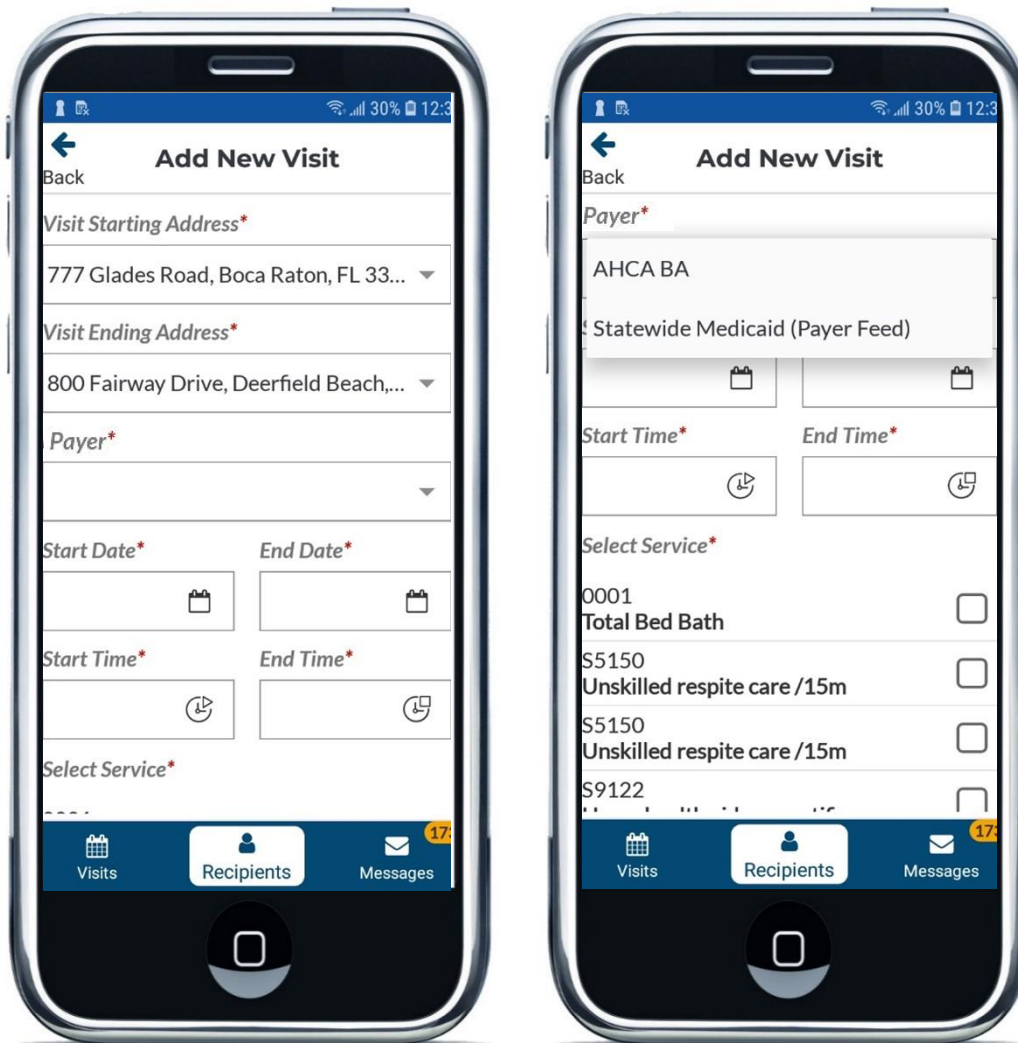 30% 12:3
Back
Add New Visit
Visit Starting Address*
777 Glades Road, Boca Raton, FL 33...
Visit Ending Address*
800 Fairway Drive, Deerfield Beach,...
Payer*
Start Date* End Date*
Start Time* End Time*
Select Service*
Visits Recipients Messages
17
30% 12:3
Back
Add New Visit
Payer*
AHCA BA
Statewide Medicaid (Payer Feed)
Start Time* End Time*
Select Service*
0001
Total Bed Bath
S5150
Unskilled respite care /15m
S5150
Unskilled respite care /15m
S9122
173
Visits Recipients Messages